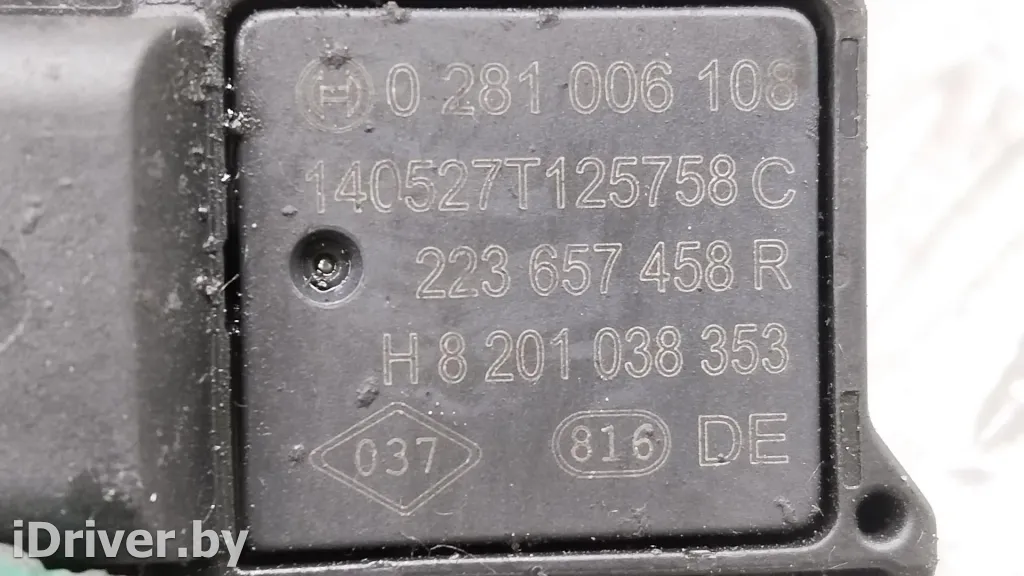 0 281 006 108
140527T125758 C
223 657 458 R
H 8 201 038 353
037 816 DE
iDriver.by